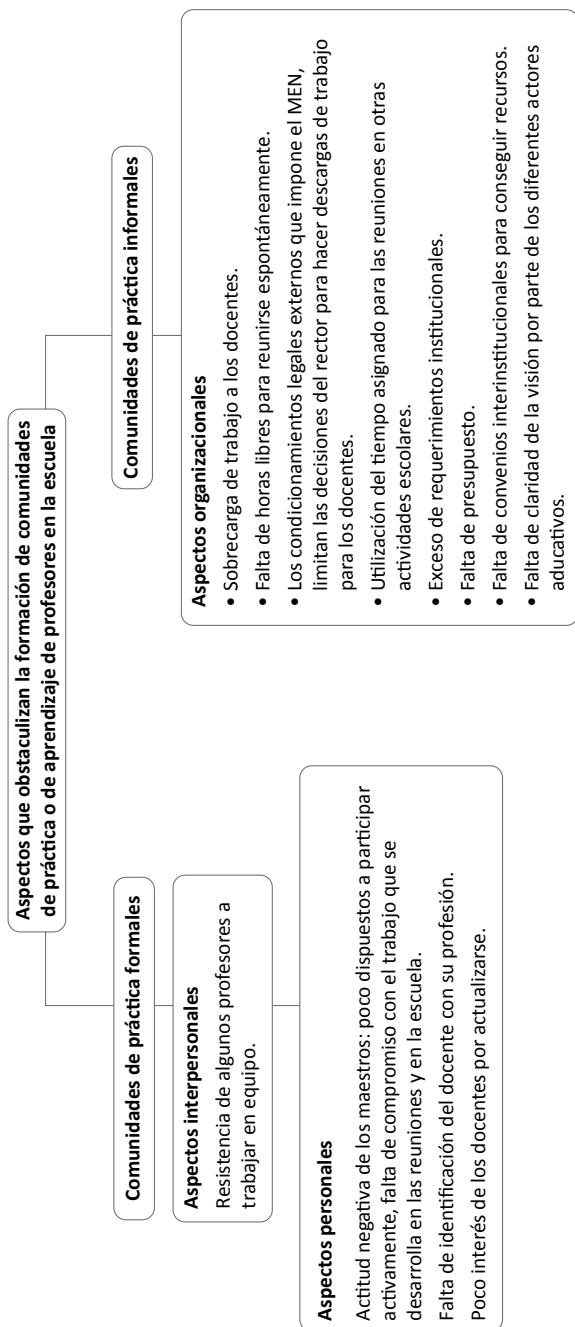 Aspectos que obstaculizan la formación de comunidades
de práctica o de aprendizaje de profesores en la escuela
Comunidades de práctica formales
Aspectos interpersonales
Resistencia de algunos profesores a
trabajar en equipo.
Aspectos personales
Actitud negativa de los maestros: poco dispuestos a participar
activamente, falta de compromiso con el trabajo que se
desarrolla en las reuniones y en la escuela.
Falta de identificación del docente con su profesión.
Poco interés de los docentes por actualizarse.
Comunidades de práctica informales
Aspectos organizacionales
• Sobrecarga de trabajo a los docentes.
• Falta de horas libres para reunirse espontáneamente.
• Los condicionamientos legales externos que impone el MEN,
limitan las decisiones del rector para hacer descargas de trabajo
para los docentes.
• Utilización del tiempo asignado para las reuniones en otras
actividades escolares.
• Exceso de requerimientos institucionales.
• Falta de presupuesto.
• Falta de convenios interinstitucionales para conseguir recursos.
• Falta de claridad de la visión por parte de los diferentes actores
aducativos.